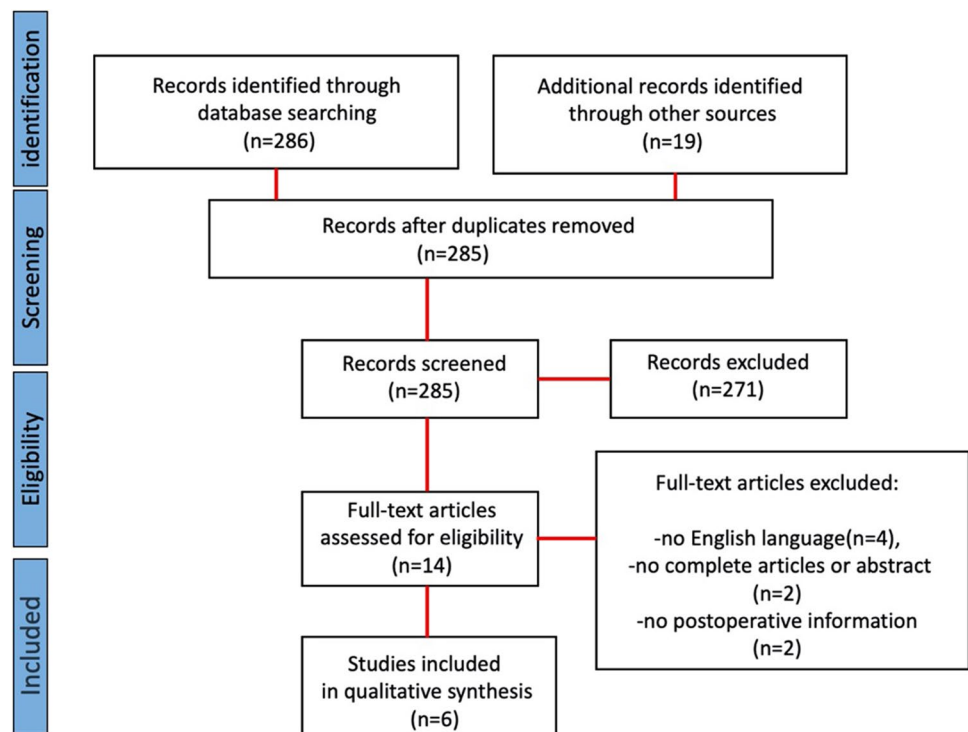 identification
Records identified through
database searching
(n=286)
Additional records identified
through other sources
(n=19)
Screening
Records after duplicates removed
(n=285)
Records screened
(n=285)
Records excluded
(n=271)
Eligibility
Full-text articles
assessed for eligibility
(n=14)
Full-text articles excluded:
-no English language(n=4),
-no complete articles or abstract
(n=2)
-no postoperative information
(n=2)
Included
Studies included
in qualitative synthesis
(n=6)